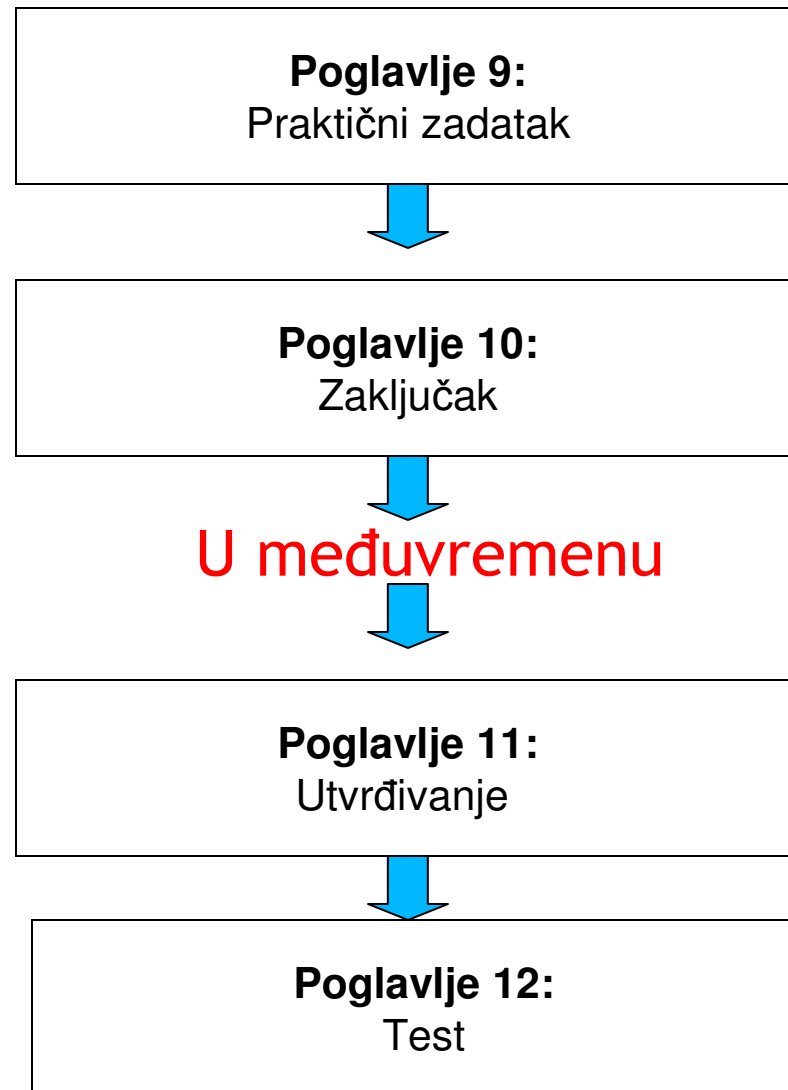 Poglavlje 9:
Praktični zadatak
Poglavlje 10:
Zaključak
U međuvremenu
Poglavlje 11:
Utvrđivanje
Poglavlje 12:
Test